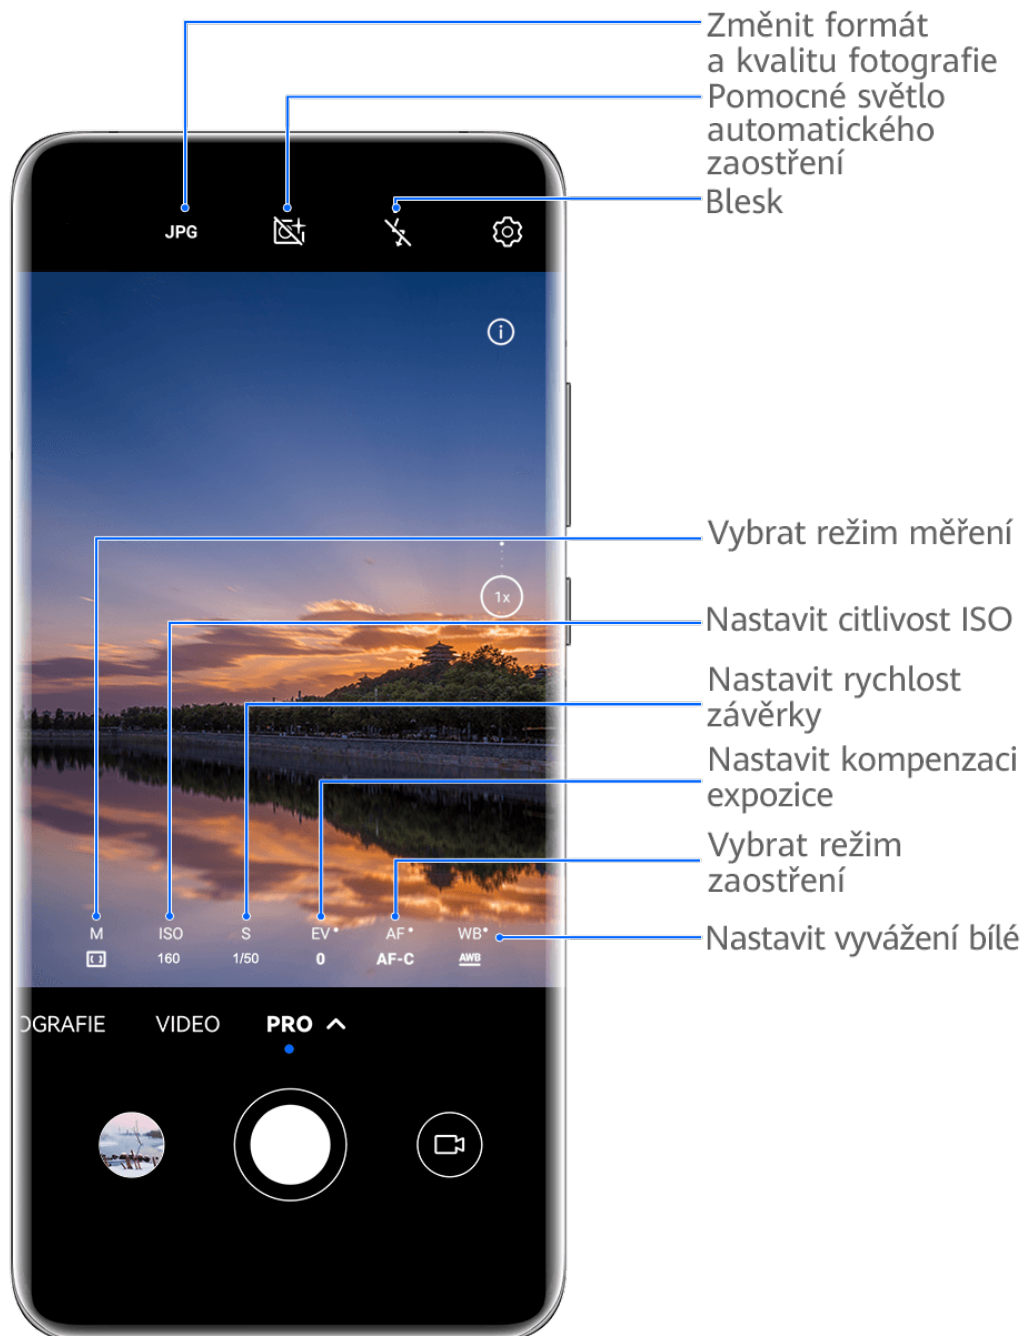 Změnit formát
a kvalitu fotografie
Pomocné světlo
automatického
zaostření
Blesk
JPG
Vybrat režim měření
1x
Nastavit citlivost ISO
Nastavit rychlost
závěrky
Nastavit kompenzaci
expozice
Vybrat režim
zaostření
Nastavit vyvážení bílé
M ISO S EV AF WB
160 1/50 0 AF-C AWB
OGRAFIE VIDEO PRO